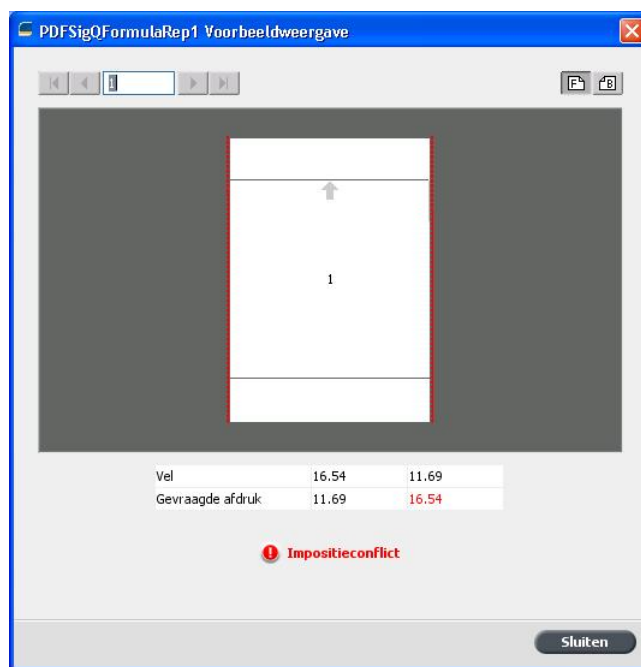 PDFSigQFormulaRep1 Voorbeeldweergave
1
F B
1
Vel 16.54 11.69
Gevraagde afdruk 11.69 16.54
! Impositieconflict
Sluiten